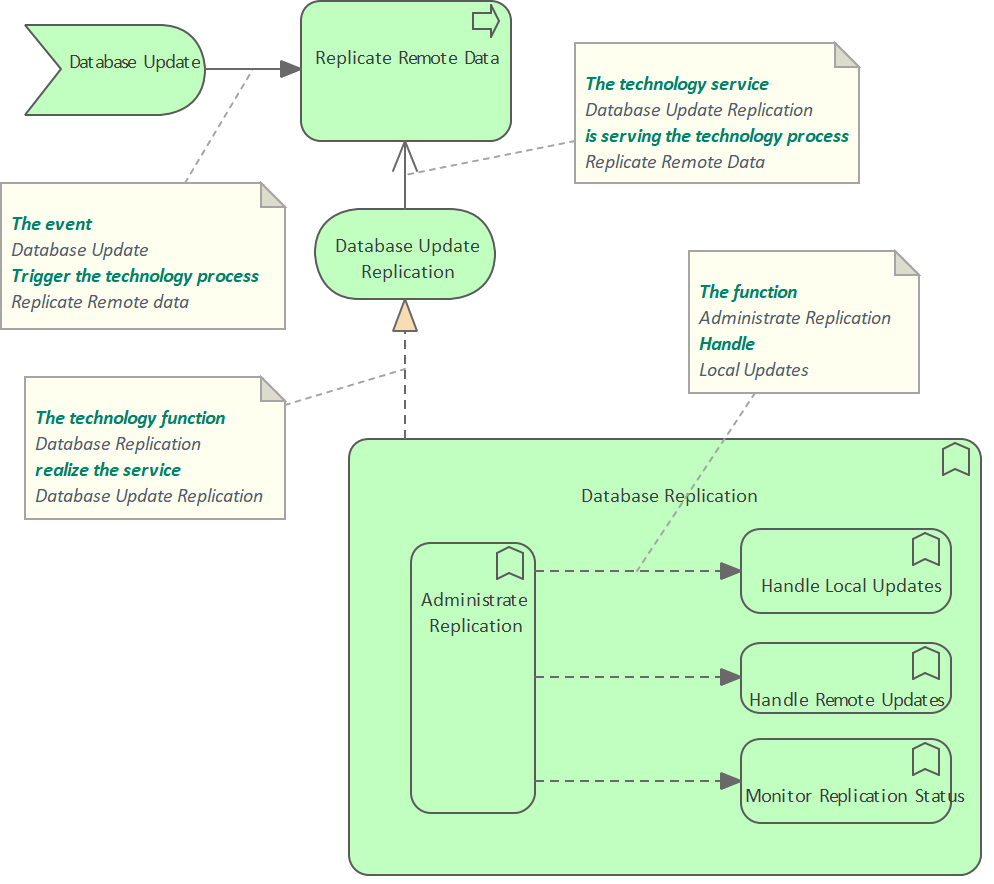 Database Update
Replicate Remote Data
The technology service
Database Update Replication
is serving the technology process
Replicate Remote Data
The event
Database Update
Trigger the technology process
Replicate Remote data
Database Update
Replication
The function
Administrate Replication
Handle
Local Updates
The technology function
Database Replication
realize the service
Database Update Replication
Database Replication
Administrate
Replication
Handle Local Updates
Handle Remote Updates
Monitor Replication Status